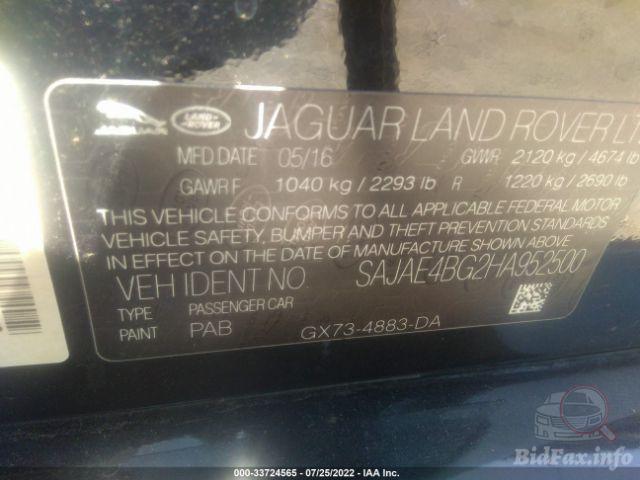 JAGUAR LAND- ROVER JAGUAR LAND ROVER LT
MFD.DATE 05/16 GWWR 2120 kg / 4674 lb
GAWR F 1040 kg / 2293 lb R 1220 kg / 2690 lb
THIS VEHICLE CONFORMS TO ALL APPLICABLE FEDERAL MOTOR
VEHICLE SAFETY, BUMPER AND THEFT PREVENTION STANDARDS
IN EFFECT ON THE DATE OF MANUFACTURE SHOWN ABOVE
VEH IDENT NO. SAJAE4BG2HA952500
TYPE PASSENGER CAR
PAINT PAB GX73-4883-DA
000-33724565 - 07/25/2022 - IAA Inc.
BidFax.info